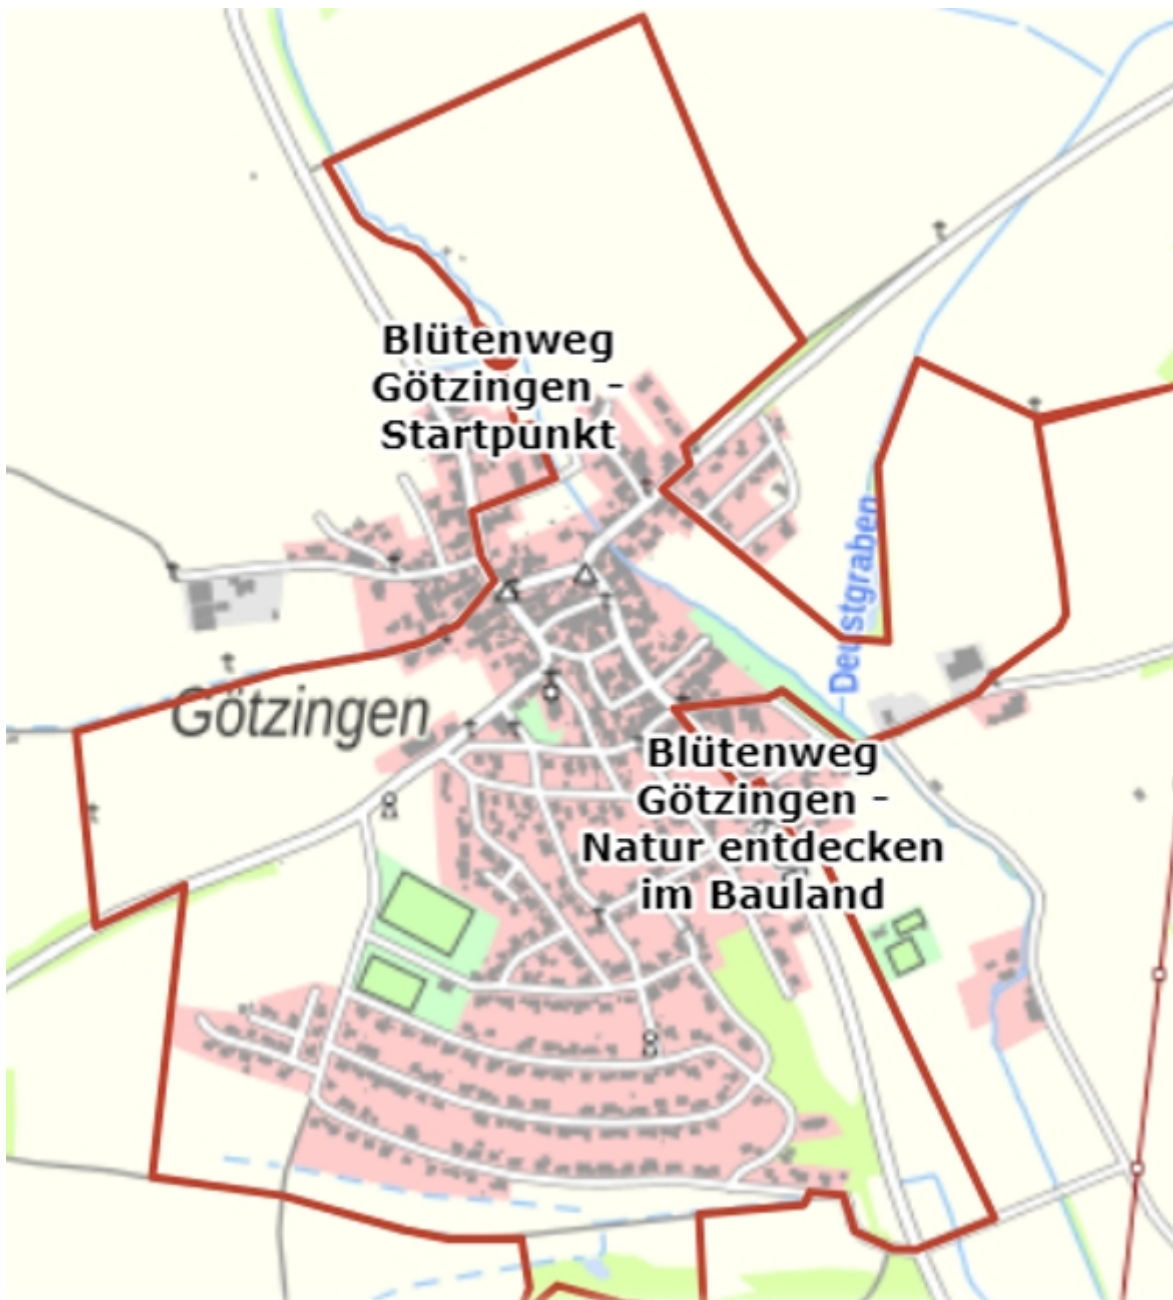 Blütenweg
Götzingen -
Startpunkt
Deustgraben
Götzingen
Blütenweg
Götzingen -
Natur entdecken
im Bauland